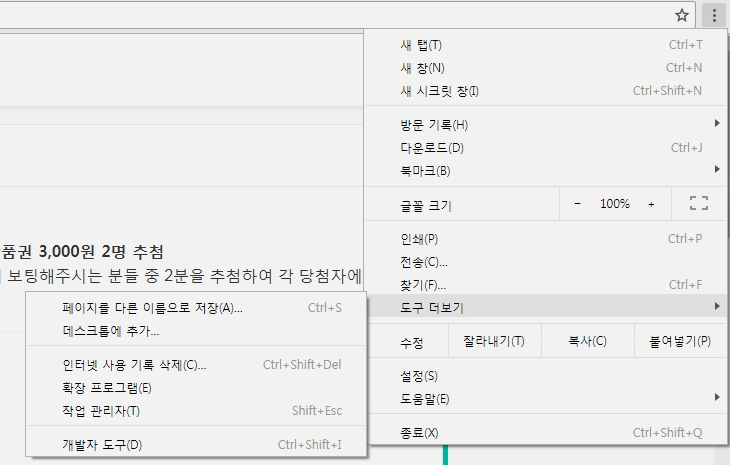 새 탭(T) Ctrl+T
새 창(N) Ctrl+N
새 시크릿 창(I) Ctrl+Shift+N
방문 기록(H)
다운로드(D) Ctrl+J
북마크(B)
글꼴 크기 - 100% +
인쇄(P) Ctrl+P
전송(C)...
찾기(F)... Ctrl+F
도구 더보기
수정 잘라내기(T) 복사(C) 붙여넣기(P)
설정(S)
도움말(E)
종료(X) Ctrl+Shift+Q
품권 3,000원 2명 추첨
보팅해주시는 분들 중 2분을 추첨하여 각 당첨자에
페이지를 다른 이름으로 저장(A)... Ctrl+S
데스크톱에 추가...
인터넷 사용 기록 삭제(C)... Ctrl+Shift+Del
확장 프로그램(E)
작업 관리자(T) Shift+Esc
개발자 도구(D) Ctrl+Shift+I